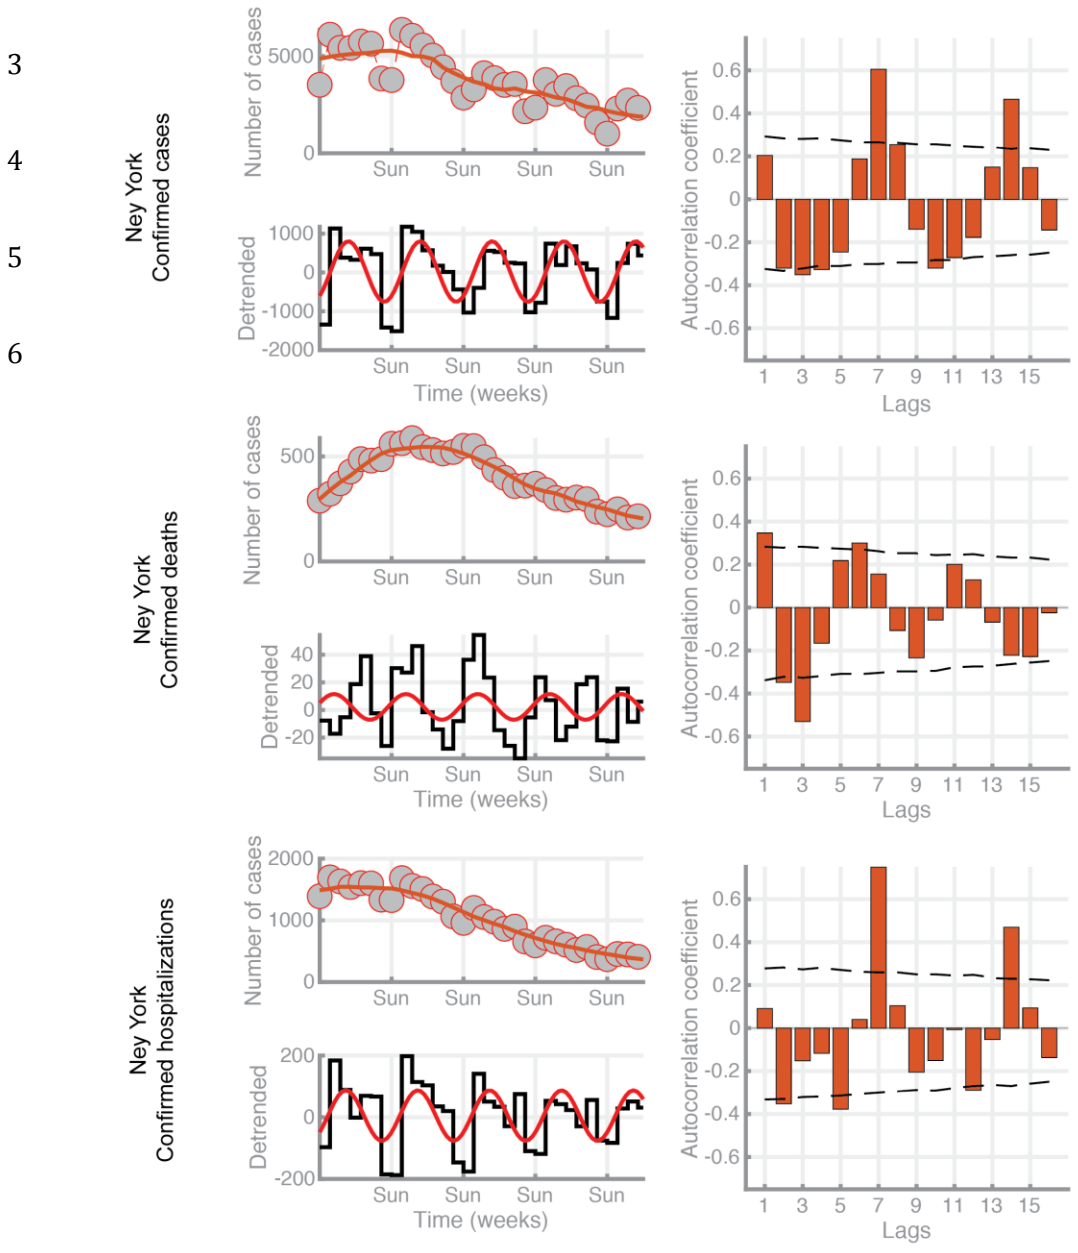 3
4
5
6
Ney York
Confirmed cases
Number of cases
5000
0
Sun Sun Sun Sun
Detrended
1000
0
-1000
-2000
Sun Sun Sun Sun
Time (weeks)
Autocorrelation coefficient
0.6
0.4
0.2
0
-0.2
-0.4
-0.6
1 3 5 7 9 11 13 15
Lags
Ney York
Confirmed deaths
Number of cases
500
0
Sun Sun Sun Sun
Detrended
40
20
0
-20
Sun Sun Sun Sun
Time (weeks)
Autocorrelation coefficient
0.6
0.4
0.2
0
-0.2
-0.4
-0.6
1 3 5 7 9 11 13 15
Lags
Ney York
Confirmed hospitalizations
Number of cases
2000
1000
0
Sun Sun Sun Sun
Detrended
200
0
-200
Sun Sun Sun Sun
Time (weeks)
Autocorrelation coefficient
0.6
0.4
0.2
0
-0.2
-0.4
-0.6
1 3 5 7 9 11 13 15
Lags